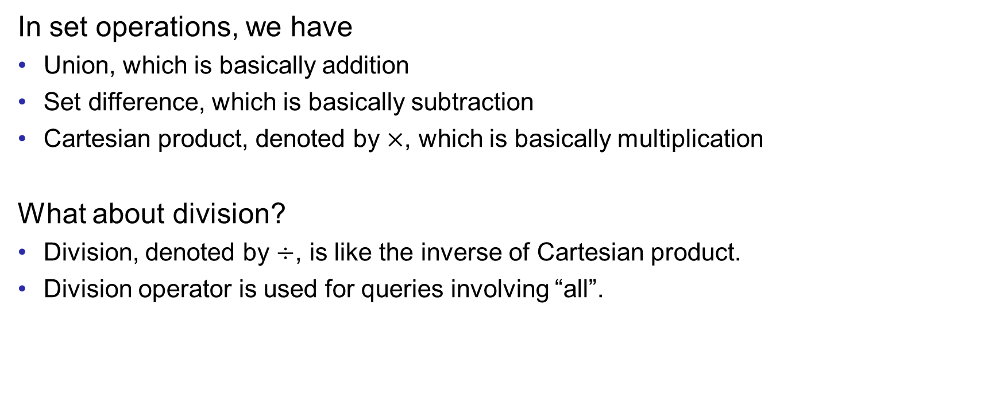 In set operations, we have
• Union, which is basically addition
• Set difference, which is basically subtraction
• Cartesian product, denoted by ×, which is basically multiplication
What about division?
• Division, denoted by ÷, is like the inverse of Cartesian product.
• Division operator is used for queries involving “all”.